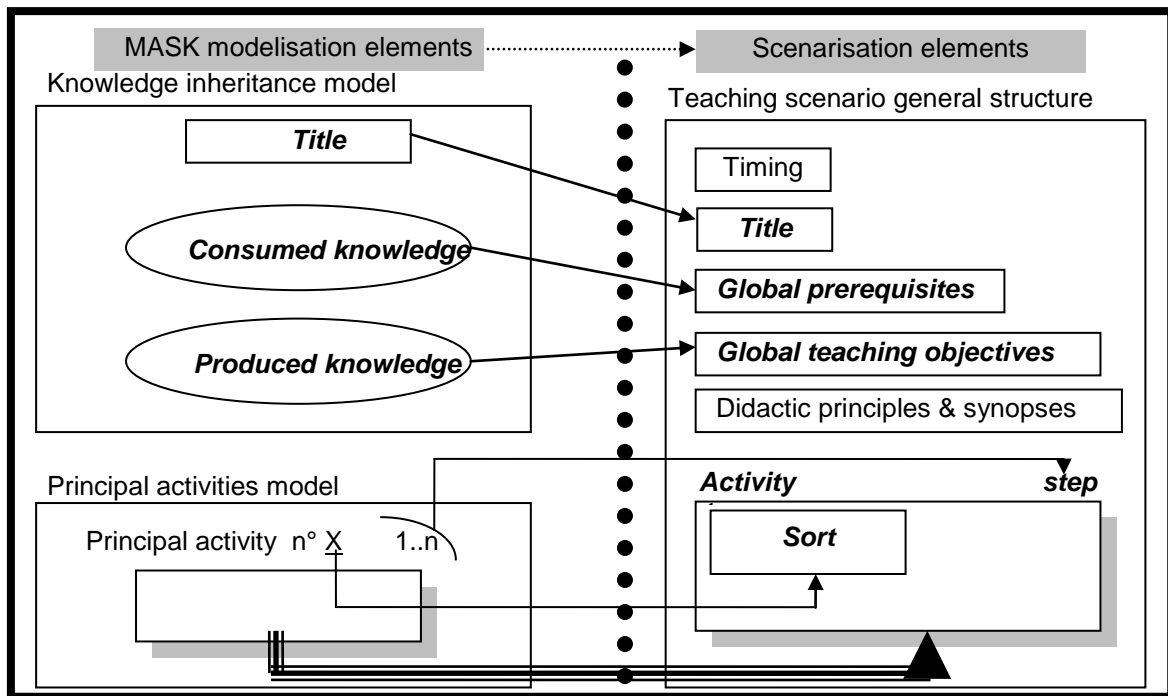 MASK modelisation elements
Scenarisation elements
Knowledge inheritance model
Title
Consumed knowledge
Produced knowledge
Teaching scenario general structure
Timing
Title
Global prerequisites
Global teaching objectives
Didactic principles & synopses
Principal activities model
Principal activity n° X 1..n
Activity step
Sort